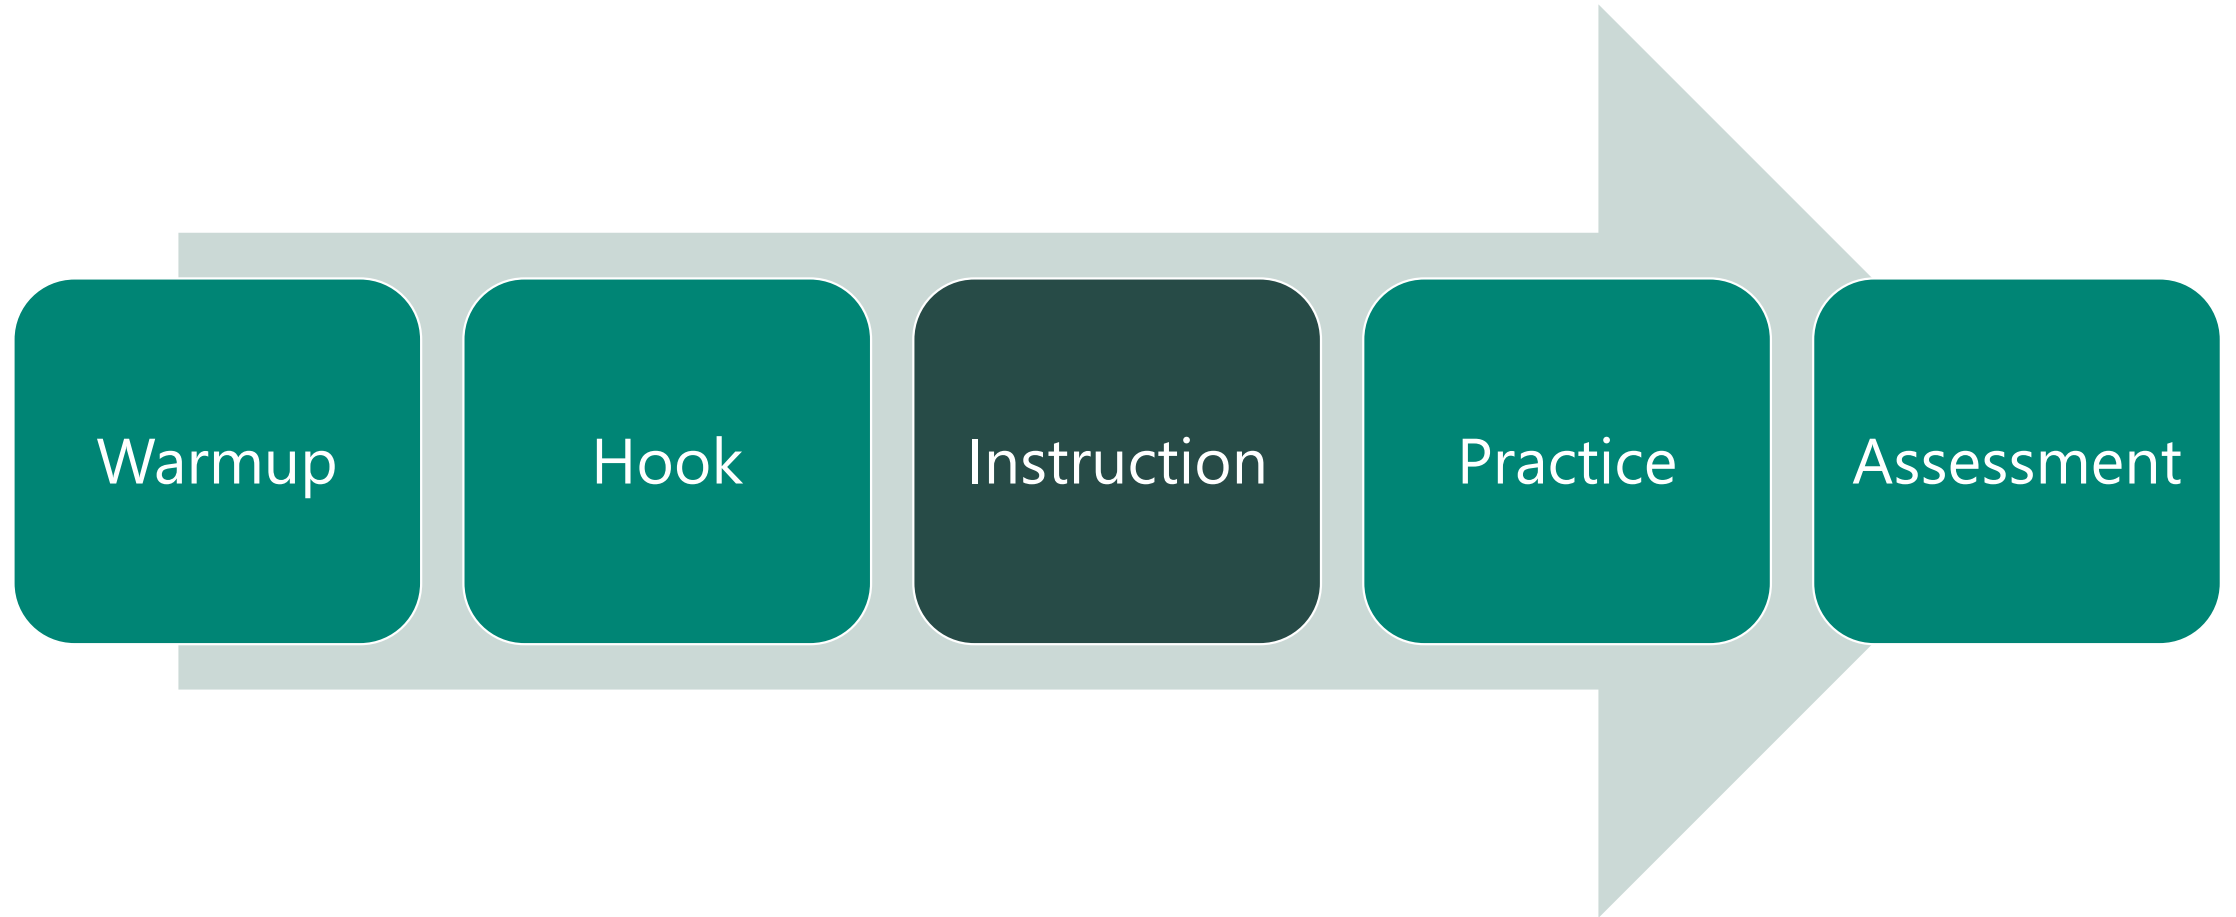 Warmup
Hook
Instruction
Practice
Assessment